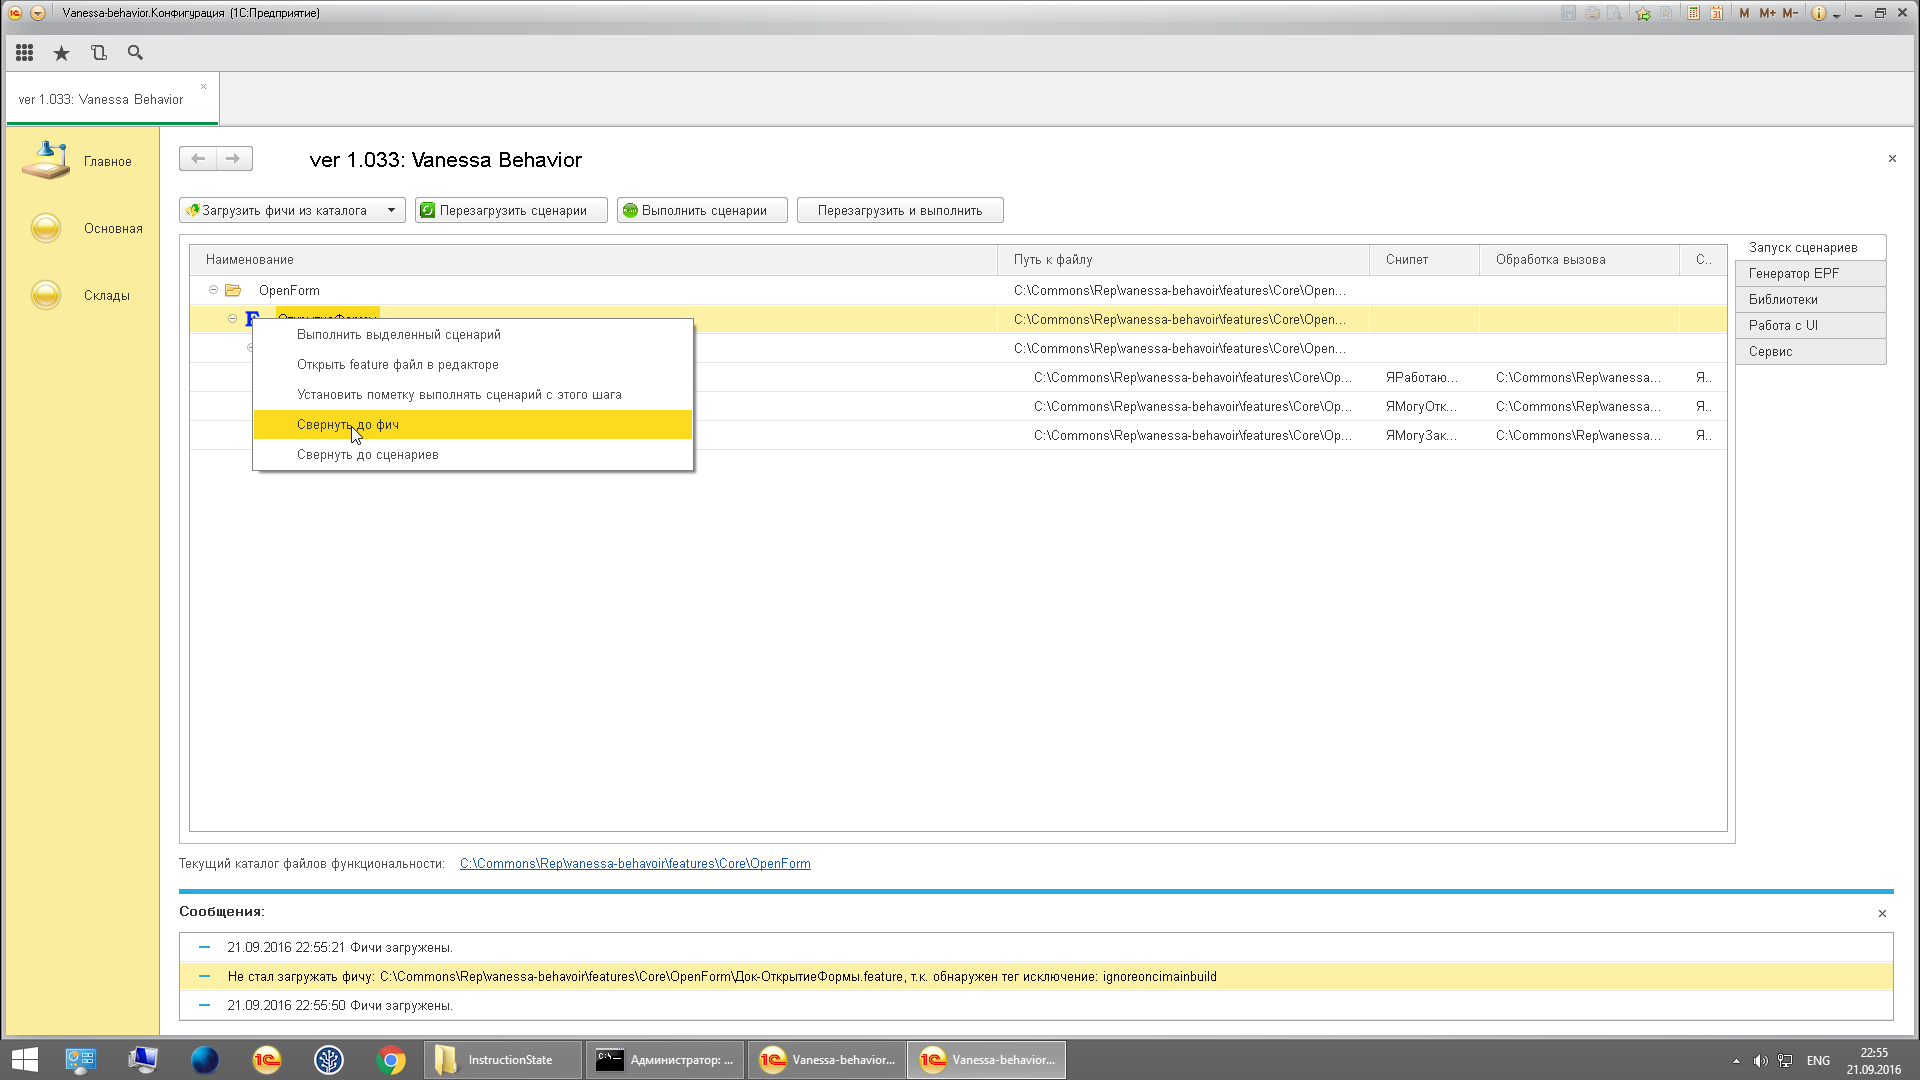 Vanessa-behavior.Конфигурация (1С:Предприятие)
M M+ M-
ver 1.033: Vanessa Behavior
Главное
Основная
Склады
ver 1.033: Vanessa Behavior
Загрузить фичи из каталога
Перезагрузить сценарии
Выполнить сценарии
Перезагрузить и выполнить
Наименование Путь к файлу Снипет Обработка вызова С..
OpenForm C:\Commons\Rep\vanessa-behavoir\features\Core\Open...
F ОткрытиеФормы C:\Commons\Rep\vanessa-behavoir\features\Core\Open...
C:\Commons\Rep\vanessa-behavoir\features\Core\Open...
C:\Commons\Rep\vanessa-behavoir\features\Core\Op... ЯРаботаю... C:\Commons\Rep\vanessa... Я..
C:\Commons\Rep\vanessa-behavoir\features\Core\Op... ЯМогуОтк... C:\Commons\Rep\vanessa... Я..
C:\Commons\Rep\vanessa-behavoir\features\Core\Op... ЯМогуЗак... C:\Commons\Rep\vanessa... Я..
Выполнить выделенный сценарий
Открыть feature файл в редакторе
Установить пометку выполнять сценарий с этого шага
Свернуть до фич
Свернуть до сценариев
Запуск сценариев
Генератор EPF
Библиотеки
Работа с UI
Сервис
Текущий каталог файлов функциональности: C:\Commons\Rep\vanessa-behavoir\features\Core\OpenForm
Сообщения:
21.09.2016 22:55:21 Фичи загружены.
Не стал загружать фичу: C:\Commons\Rep\vanessa-behavoir\features\Core\OpenForm\Док-ОткрытиеФормы.feature, т.к. обнаружен тег исключение: ignoreoncimainbuild
21.09.2016 22:55:50 Фичи загружены.
InstructionState
Администратор: ...
Vanessa-behavior...
Vanessa-behavior...
ENG
22:55
21.09.2016